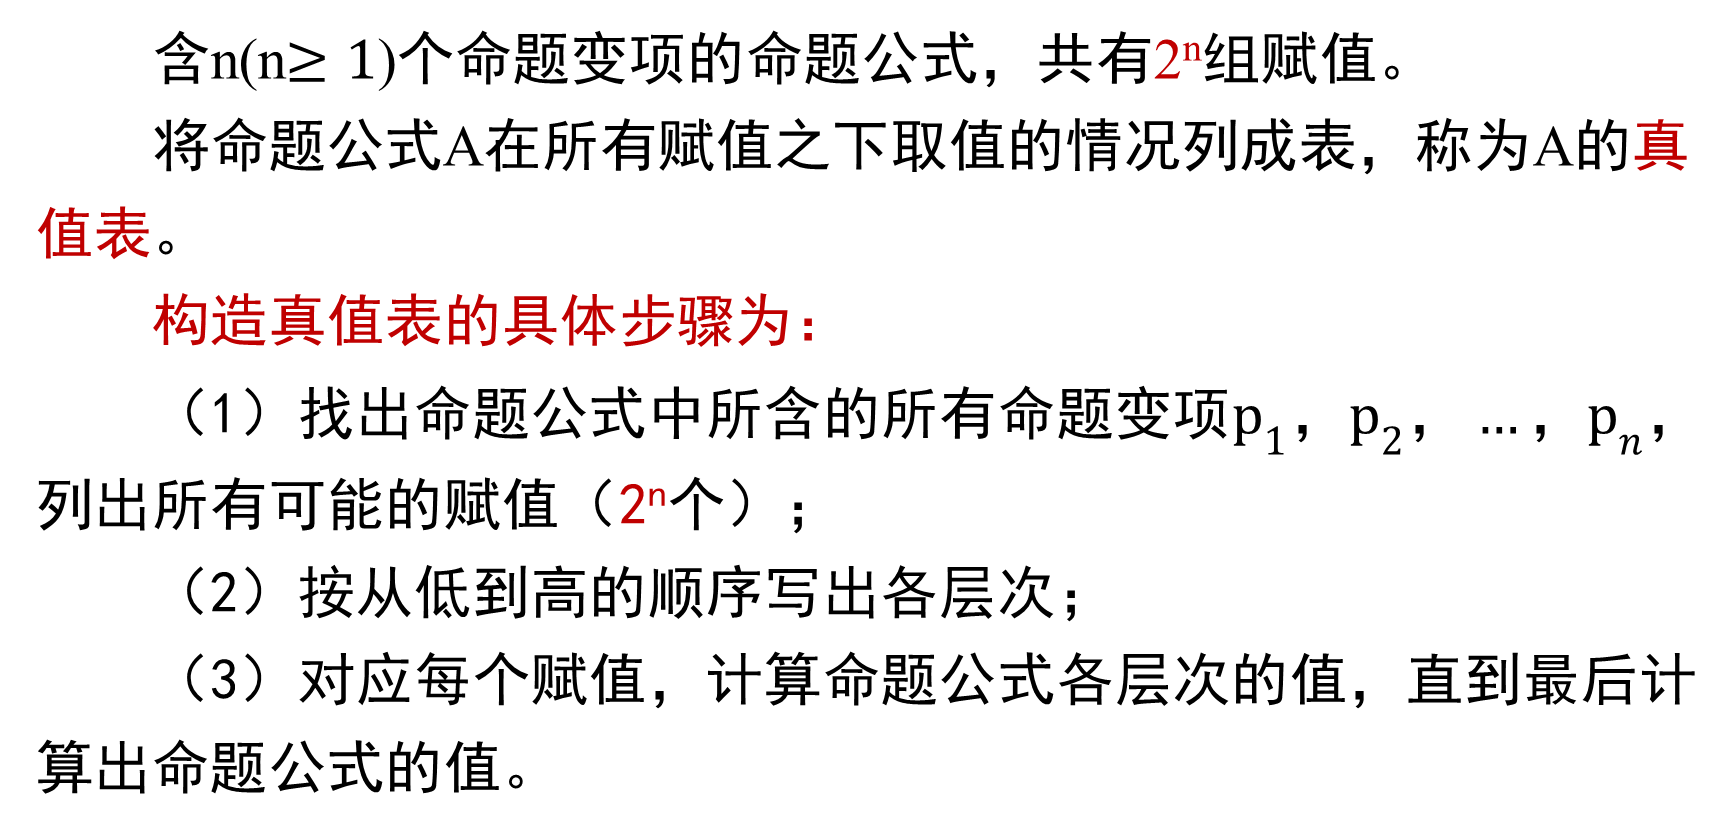 含n(n≥ 1)个命题变项的命题公式，共有2ⁿ组赋值。
将命题公式A在所有赋值之下取值的情况列成表，称为A的真
值表。
构造真值表的具体步骤为：
（1）找出命题公式中所含的所有命题变项p₁，p₂， …，pₙ，
列出所有可能的赋值（2ⁿ个）；
（2）按从低到高的顺序写出各层次；
（3）对应每个赋值，计算命题公式各层次的值，直到最后计
算出命题公式的值。